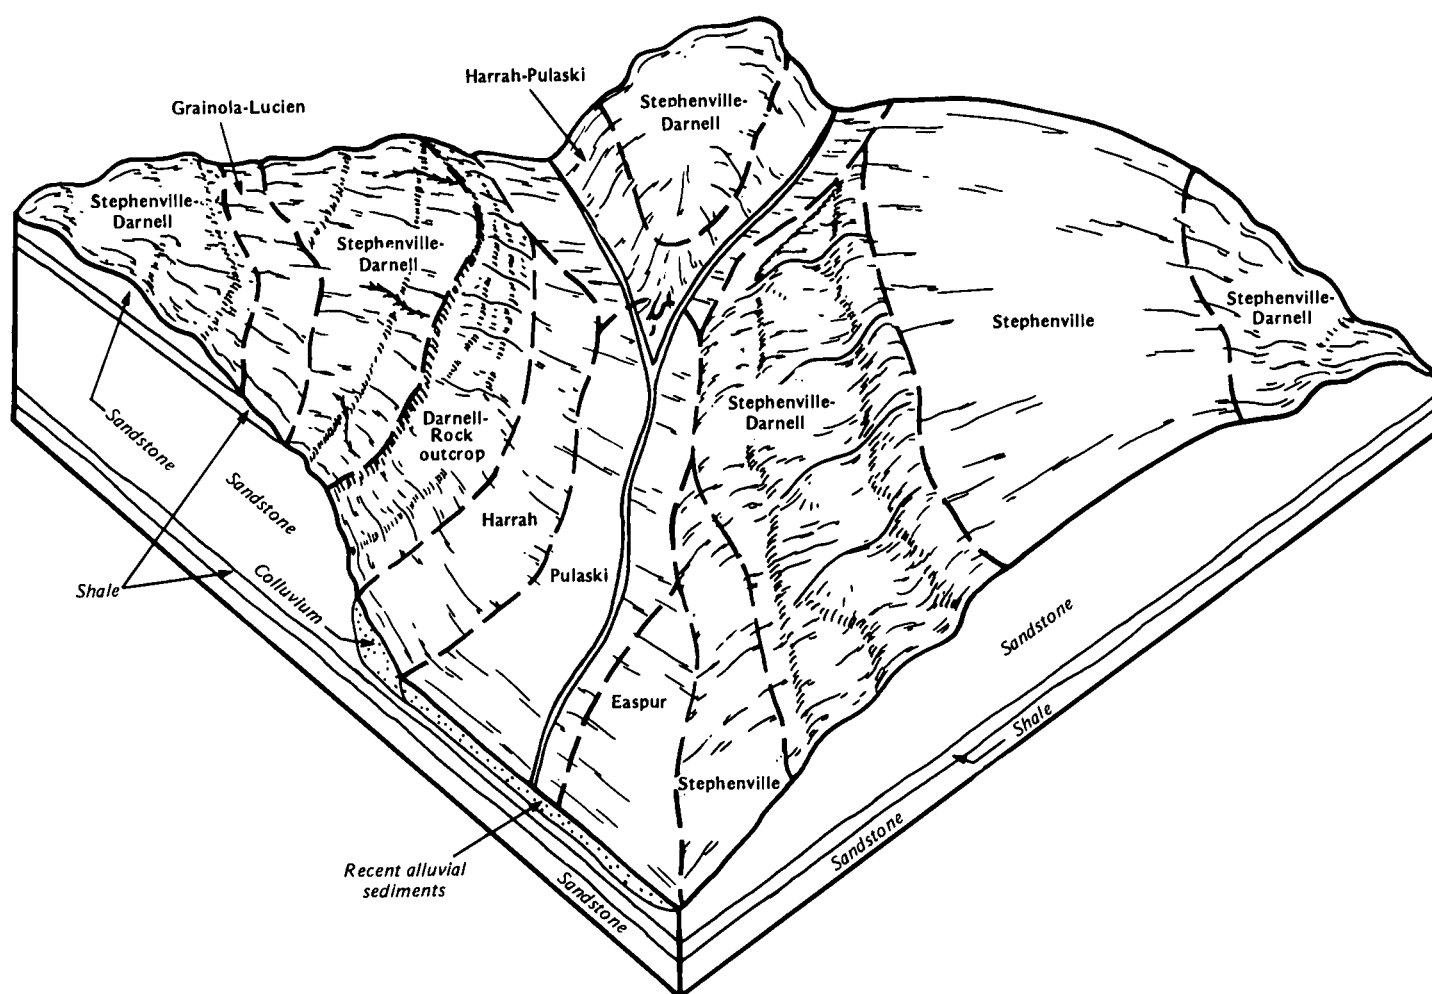 Harrah-Pulaski
Grainola-Lucien
Stephenville-
Darnell
Stephenville-
Darnell
Stephenville-
Darnell
Stephenville-
Darnell
Stephenville
Stephenville-
Darnell
Darnell-
Rock
outcrop
Sandstone
Sandstone
Harrah
Pulaski
Shale
Colluvium
Sandstone
Easpur
Shale
Stephenville
Sandstone
Recent alluvial
sediments
Sandstone